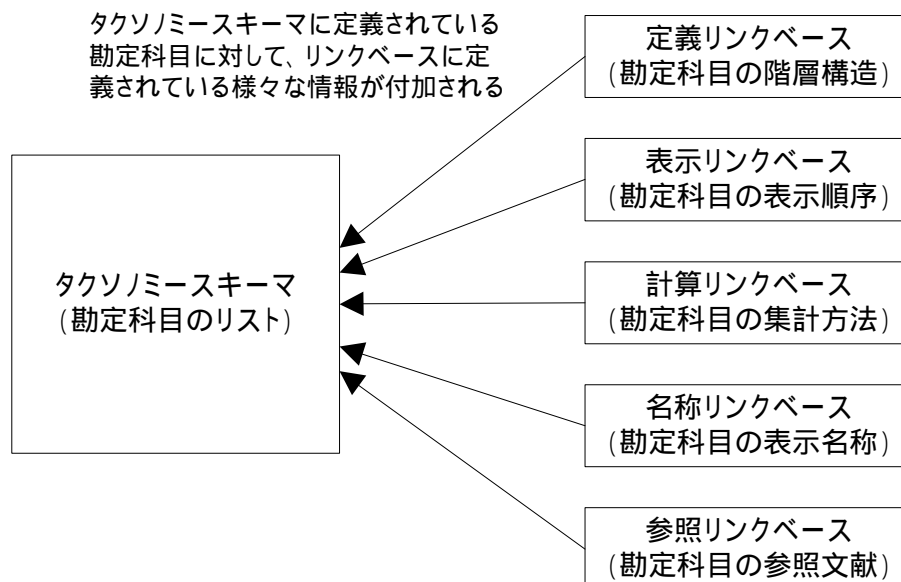 タクソノミースキーマに定義されている
勘定科目に対して、リンクベースに定
義されている様々な情報が付加される
タクソノミースキーマ
(勘定科目のリスト)
定義リンクベース
(勘定科目の階層構造)
表示リンクベース
(勘定科目の表示順序)
計算リンクベース
(勘定科目の集計方法)
名称リンクベース
(勘定科目の表示名称)
参照リンクベース
(勘定科目の参照文献)